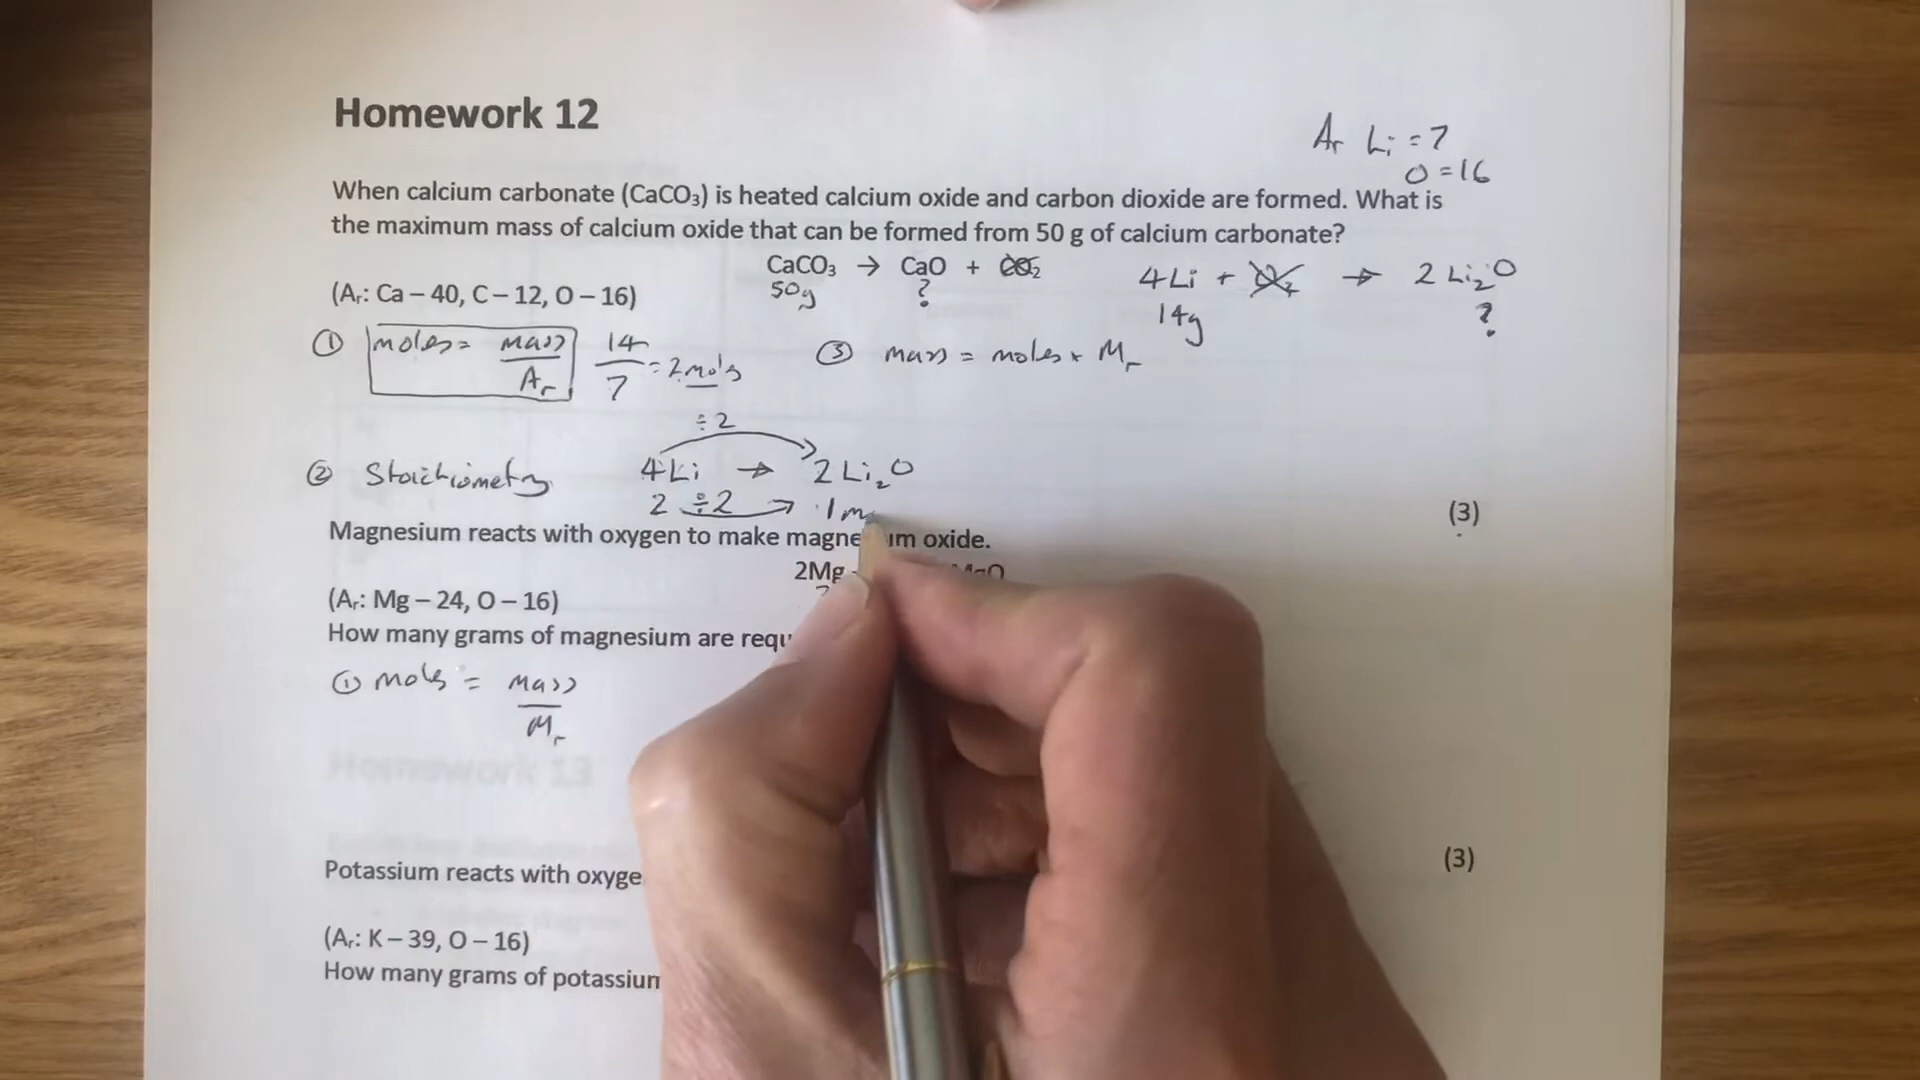 Homework 12
Ar Li = 7
O = 16
When calcium carbonate (CaCO₃) is heated calcium oxide and carbon dioxide are formed. What is
the maximum mass of calcium oxide that can be formed from 50 g of calcium carbonate?
CaCO₃ → CaO + CO₂
50g ?
4Li + O₂ → 2Li₂O
14g ?
(Aᵣ: Ca – 40, C – 12, O – 16)
① moles = mass/Ar 14/7 = 2 mols
③ mass = moles × Mr
÷2
② Stoichiometry 4Li → 2Li₂O
2 ÷2 → 1 m
Magnesium reacts with oxygen to make magne um oxide.
(3)
2Mg
(Aᵣ: Mg – 24, O – 16)
How many grams of magnesium are requ
① mols = mass/Mr
Homework 13
Potassium reacts with oxyge
(3)
(Aᵣ: K – 39, O – 16)
How many grams of potassium